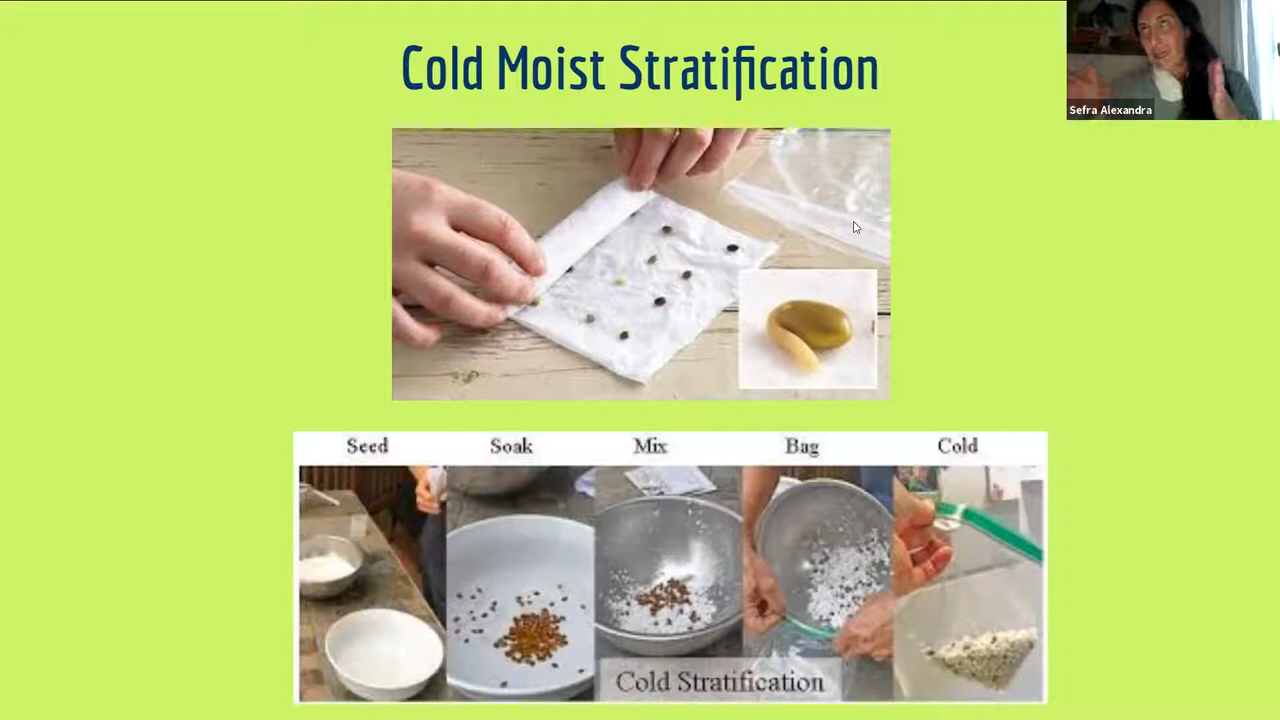 Cold Moist Stratification
Sefra Alexandra
Seed Soak Mix Bag Cold
Cold Stratification